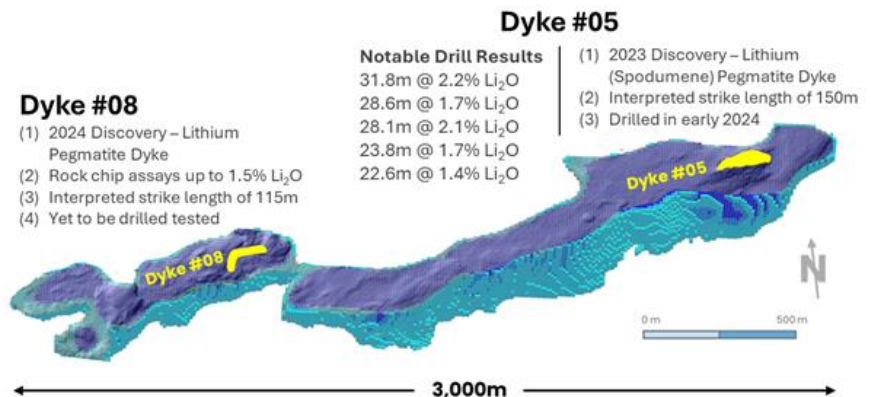 Dyke #05
Notable Drill Results
31.8m @ 2.2% Li₂O
28.6m @ 1.7% Li₂O
28.1m @ 2.1% Li₂O
23.8m @ 1.7% Li₂O
22.6m @ 1.4% Li₂O
(1) 2023 Discovery – Lithium
(Spodumene) Pegmatite Dyke
(2) Interpreted strike length of 150m
(3) Drilled in early 2024
Dyke #08
(1) 2024 Discovery – Lithium
Pegmatite Dyke
(2) Rock chip assays up to 1.5% Li₂O
(3) Interpreted strike length of 115m
(4) Yet to be drilled tested
Dyke #05
Dyke #08
N
0 m 500 m
3,000m